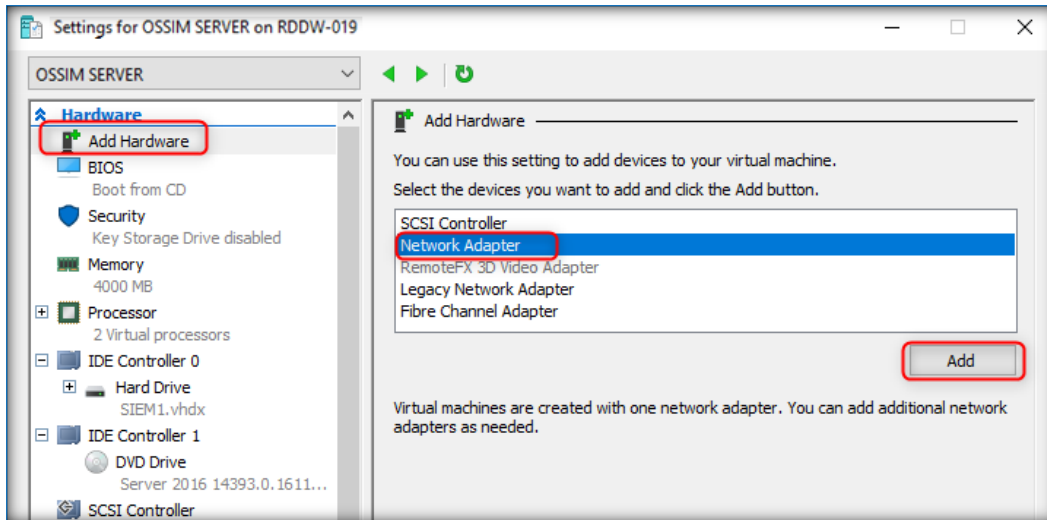 Settings for OSSIM SERVER on RDDW-019
OSSIM SERVER
Hardware
Add Hardware
BIOS
Boot from CD
Security
Key Storage Drive disabled
Memory
4000 MB
Processor
2 Virtual processors
IDE Controller 0
Hard Drive
SIEM1.vhdx
IDE Controller 1
DVD Drive
Server 2016 14393.0.1611...
SCSI Controller
Add Hardware
You can use this setting to add devices to your virtual machine.
Select the devices you want to add and click the Add button.
SCSI Controller
Network Adapter
RemoteFX 3D Video Adapter
Legacy Network Adapter
Fibre Channel Adapter
Add
Virtual machines are created with one network adapter. You can add additional network
adapters as needed.